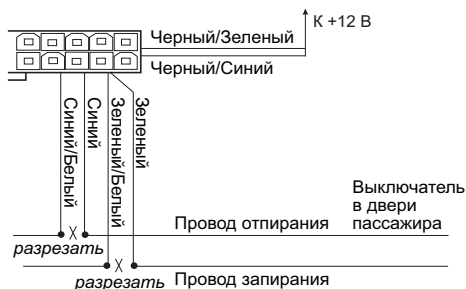 К +12 В
Черный/Зеленый
Черный/Синий
Синий/Белый
Синий
Зеленый/Белый
Зеленый
Выключатель
в двери
пассажира
Провод отпирания
разрезать
разрезать
Провод запирания